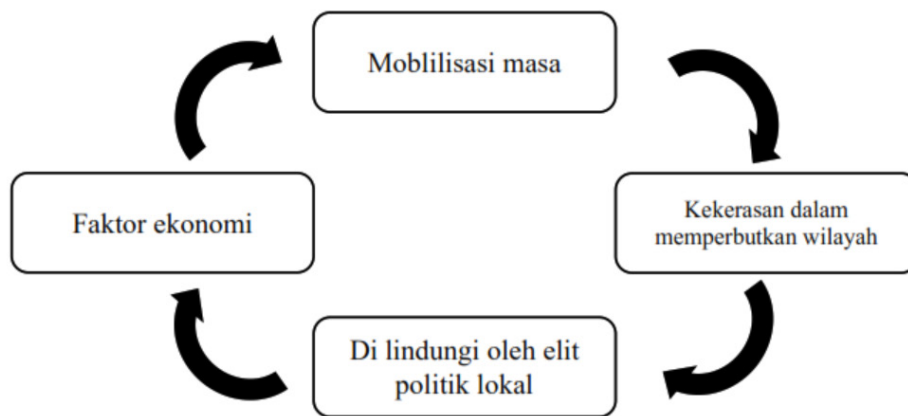 Moblilisasi masa
Faktor ekonomi
Kekerasan dalam
memperbutkan wilayah
Di lindungi oleh elit
politik lokal